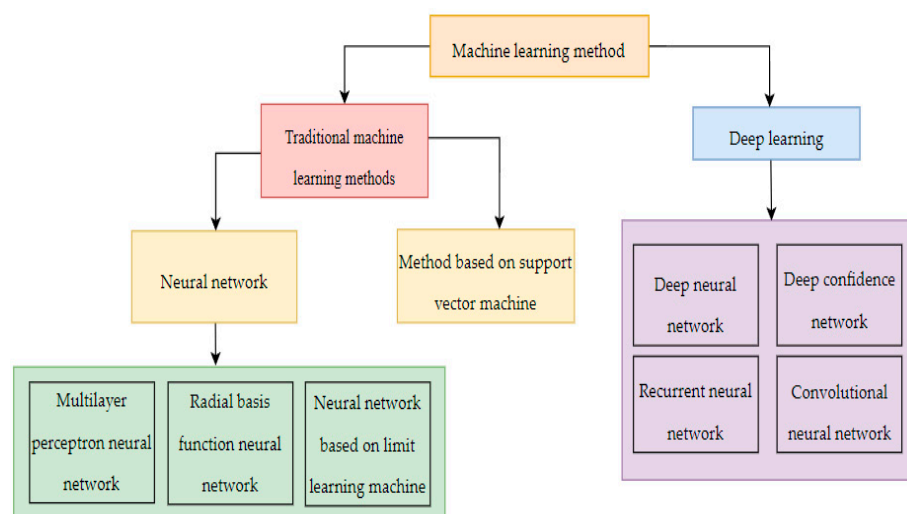 Machine learning method
Traditional machine
learning methods
Deep learning
Neural network
Method based on support
vector machine
Deep neural
network
Deep confidence
network
Recurrent neural
network
Convolutional
neural network
Multilayer
perceptron neural
network
Radial basis
function neural
network
Neural network
based on limit
learning machine